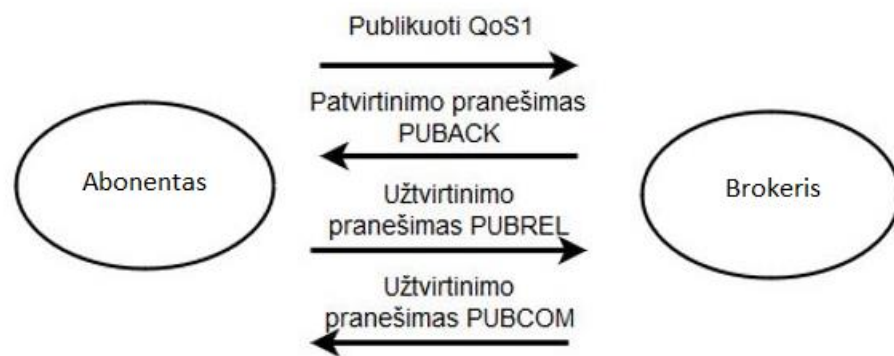 Publikuoti QoS1
Patvirtinimo pranešimas
PUBACK
Abonentas
Brokeris
Užtvirtinimo
pranešimas PUBREL
Užtvirtinimo
pranešimas PUBCOM